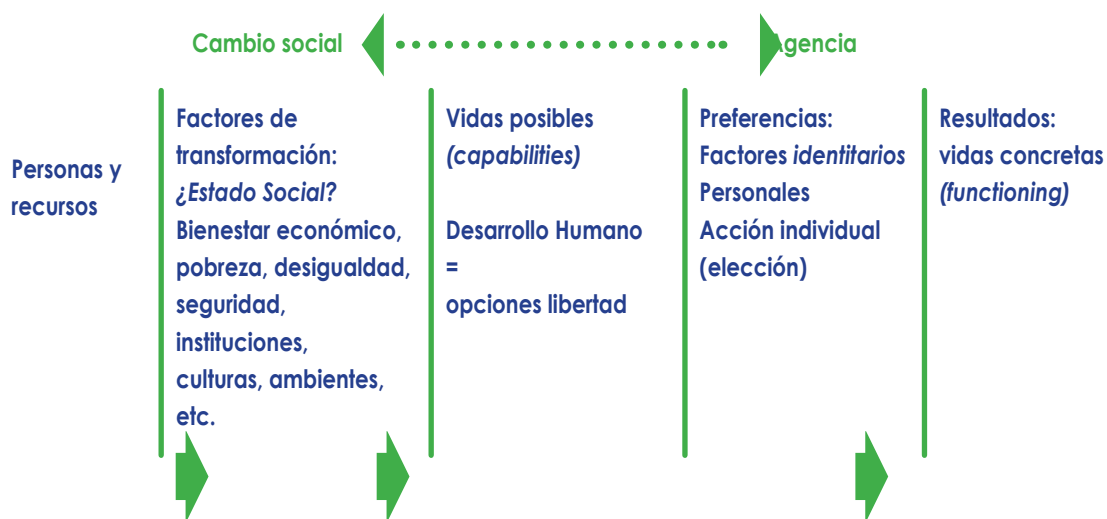 Cambio social
Agencia
Personas y
recursos
Factores de
transformación:
¿Estado Social?
Bienestar económico,
pobreza, desigualdad,
seguridad,
instituciones,
culturas, ambientes,
etc.
Vidas posibles
(capabilities)
Desarrollo Humano
=
opciones libertad
Preferencias:
Factores identitarios
Personales
Acción individual
(elección)
Resultados:
vidas concretas
(functioning)